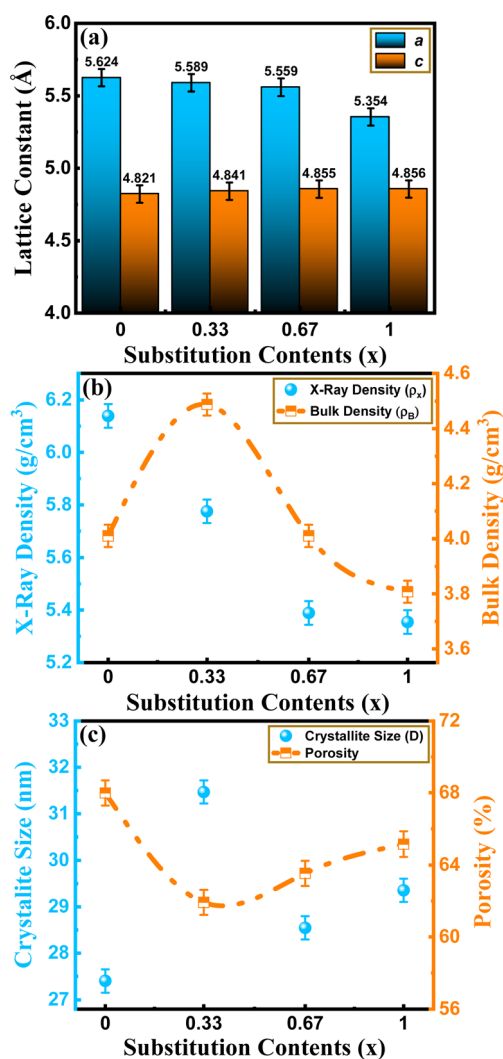 (a)
a
c
Lattice Constant (Å)
6.0
5.5
5.0
4.5
4.0
5.624
5.589
5.559
5.354
4.821
4.841
4.855
4.856
0
0.33
0.67
1
Substitution Contents (x)
(b)
X-Ray Density (ρx)
Bulk Density (ρB)
X-Ray Density (g/cm³)
6.2
6.0
5.8
5.6
5.4
5.2
Bulk Density (g/cm³)
4.6
4.4
4.2
4.0
3.8
3.6
0
0.33
0.67
1
Substitution Contents (x)
(c)
Crystallite Size (D)
Porosity
Crystalite Size (nm)
33
32
31
30
29
28
27
Porosity (%)
72
68
64
60
56
0
0.33
0.67
1
Substitution Contents (x)